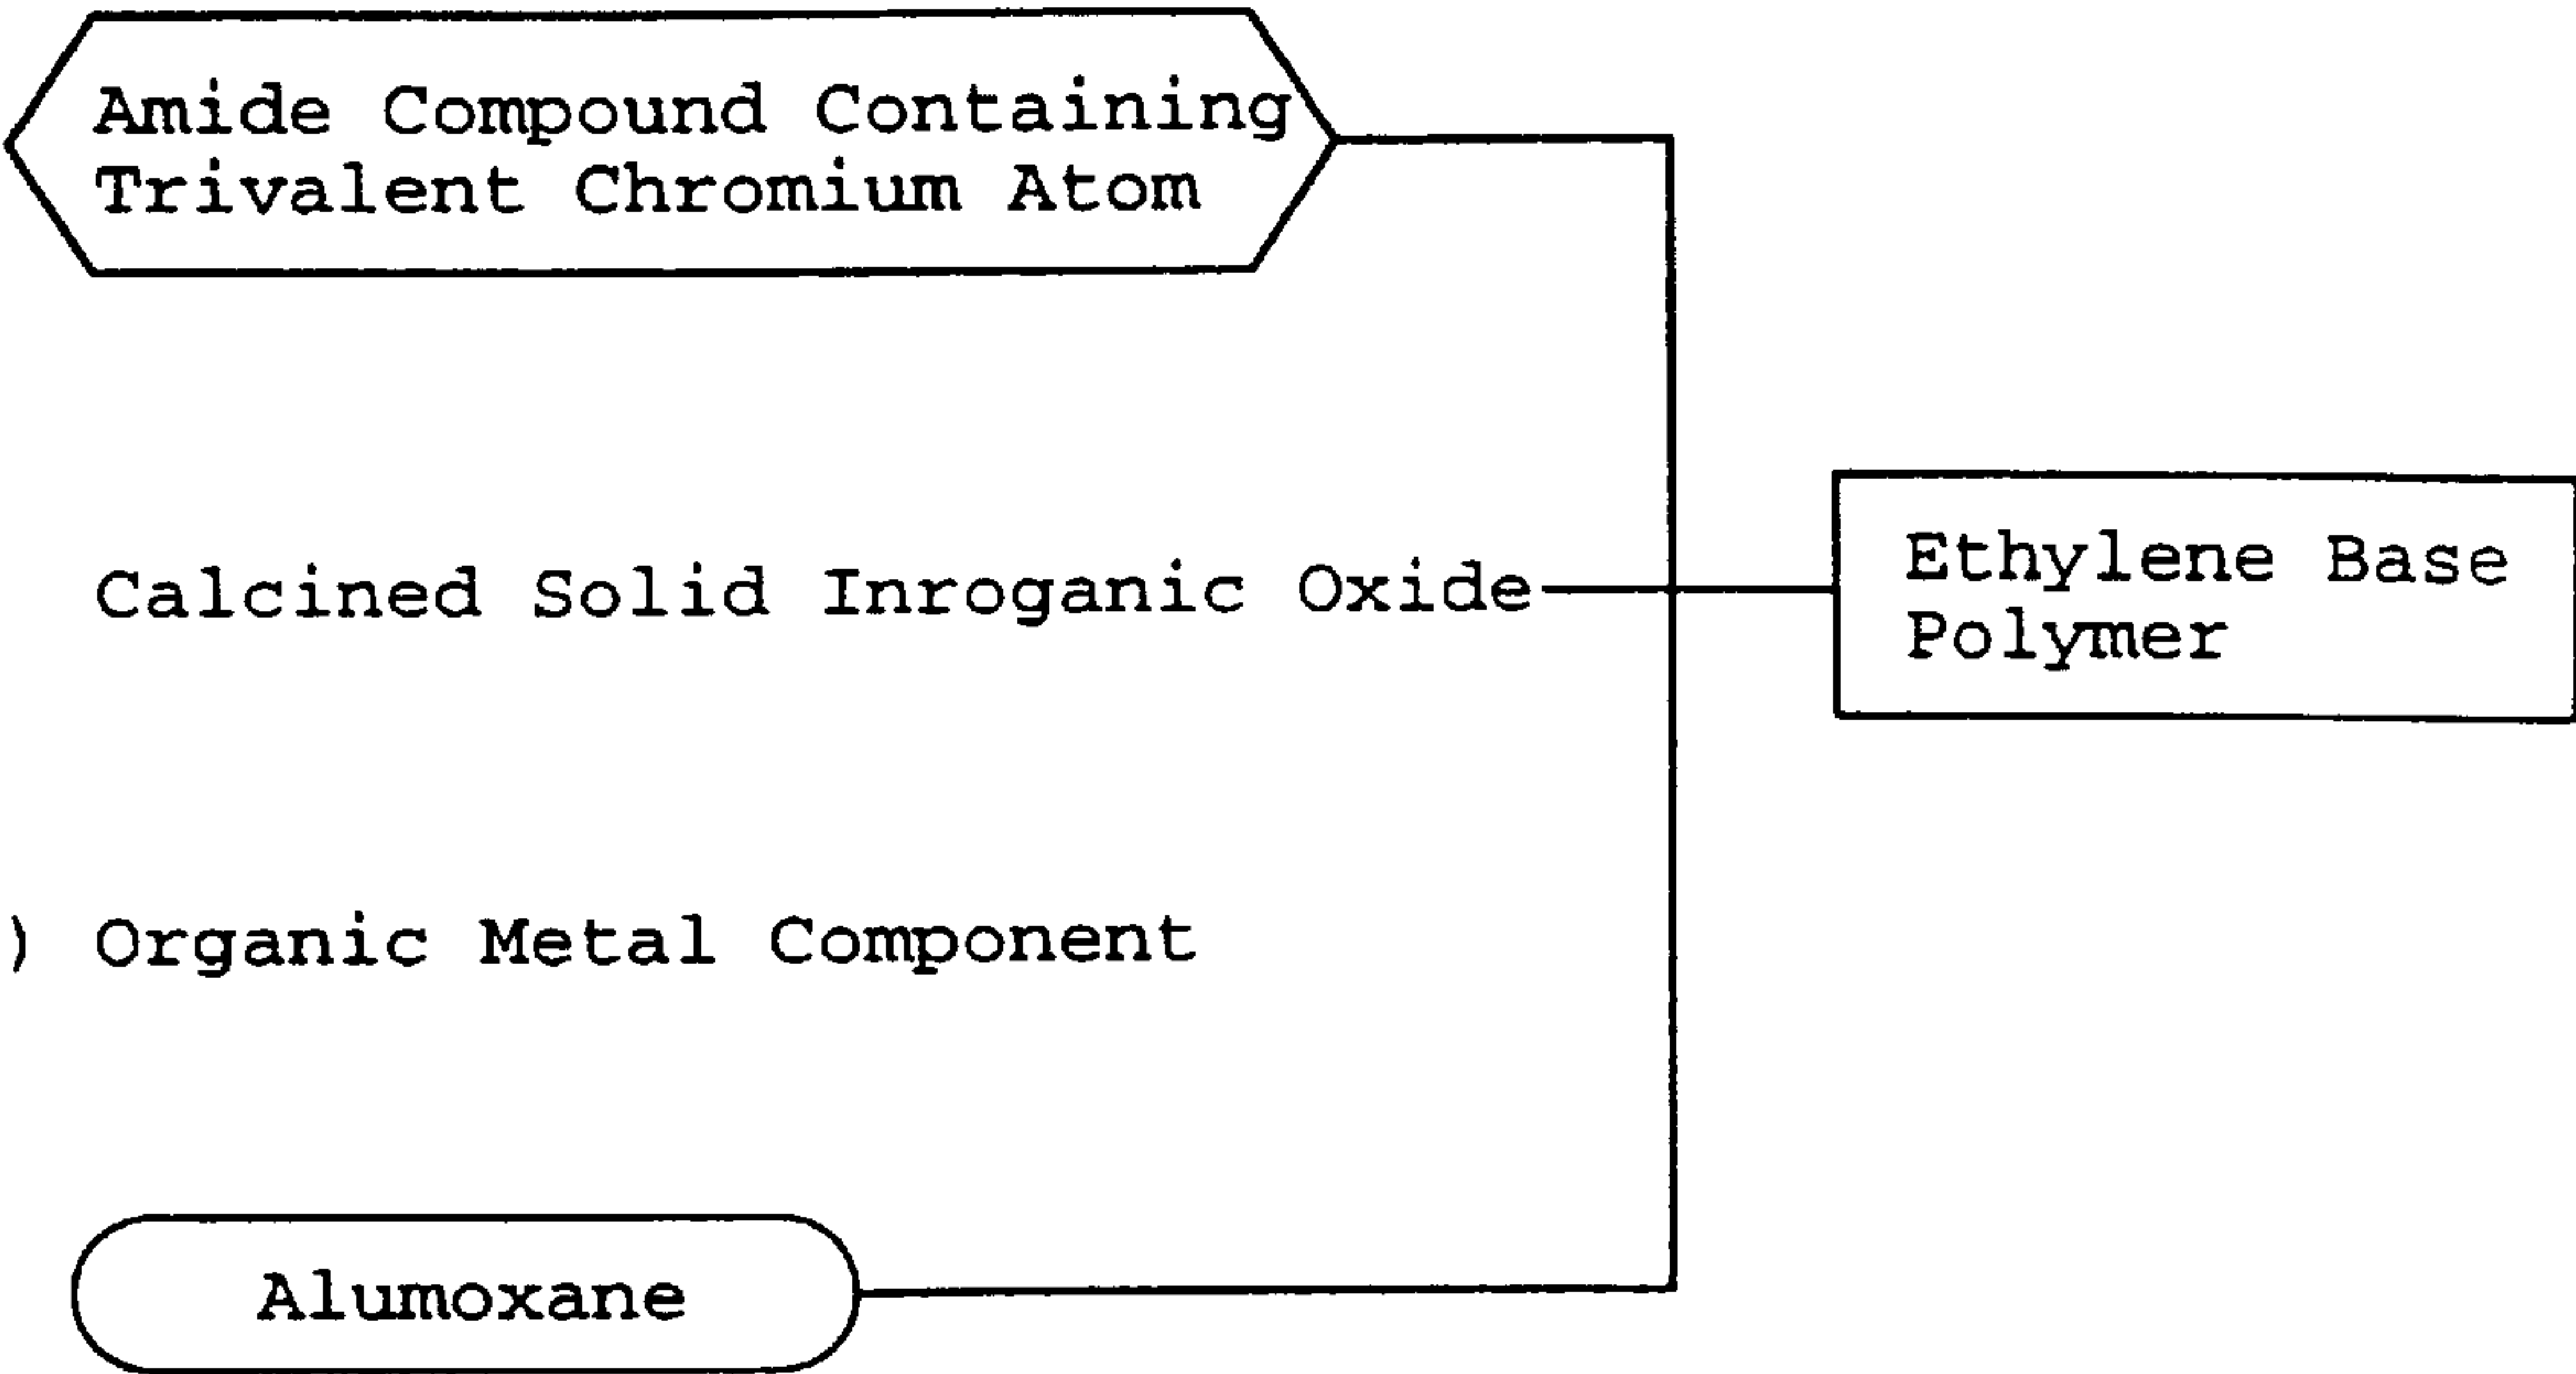 Amide Compound Containing
Trivalent Chromium Atom
Calcined Solid Inroganic Oxide
Ethylene Base
Polymer
) Organic Metal Component
Alumoxane